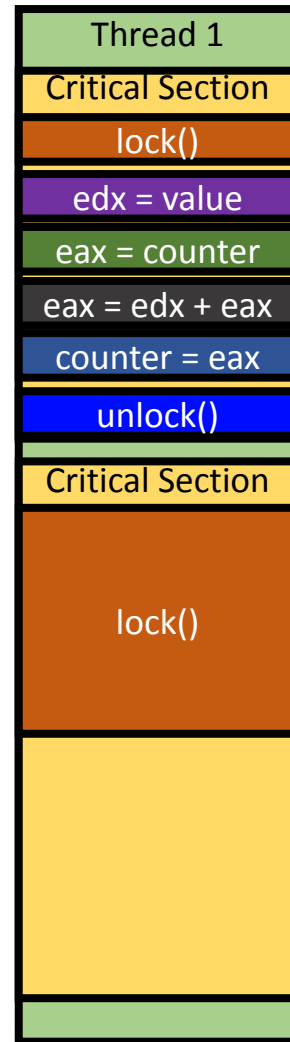 Thread 1
Critical Section
lock()
edx = value
eax = counter
eax = edx + eax
counter = eax
unlock()
Critical Section
lock()